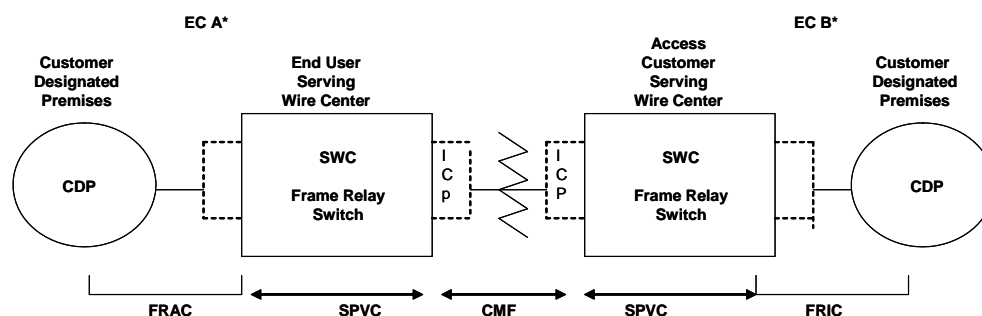 EC A*
EC B*
Customer
Designated
Premises
End User
Serving
Wire Center
Access
Customer
Serving
Wire Center
Customer
Designated
Premises
CDP
SWC
Frame Relay
Switch
I
C
p
I
C
P
SWC
Frame Relay
Switch
CDP
FRAC
SPVC
CMF
SPVC
FRIC